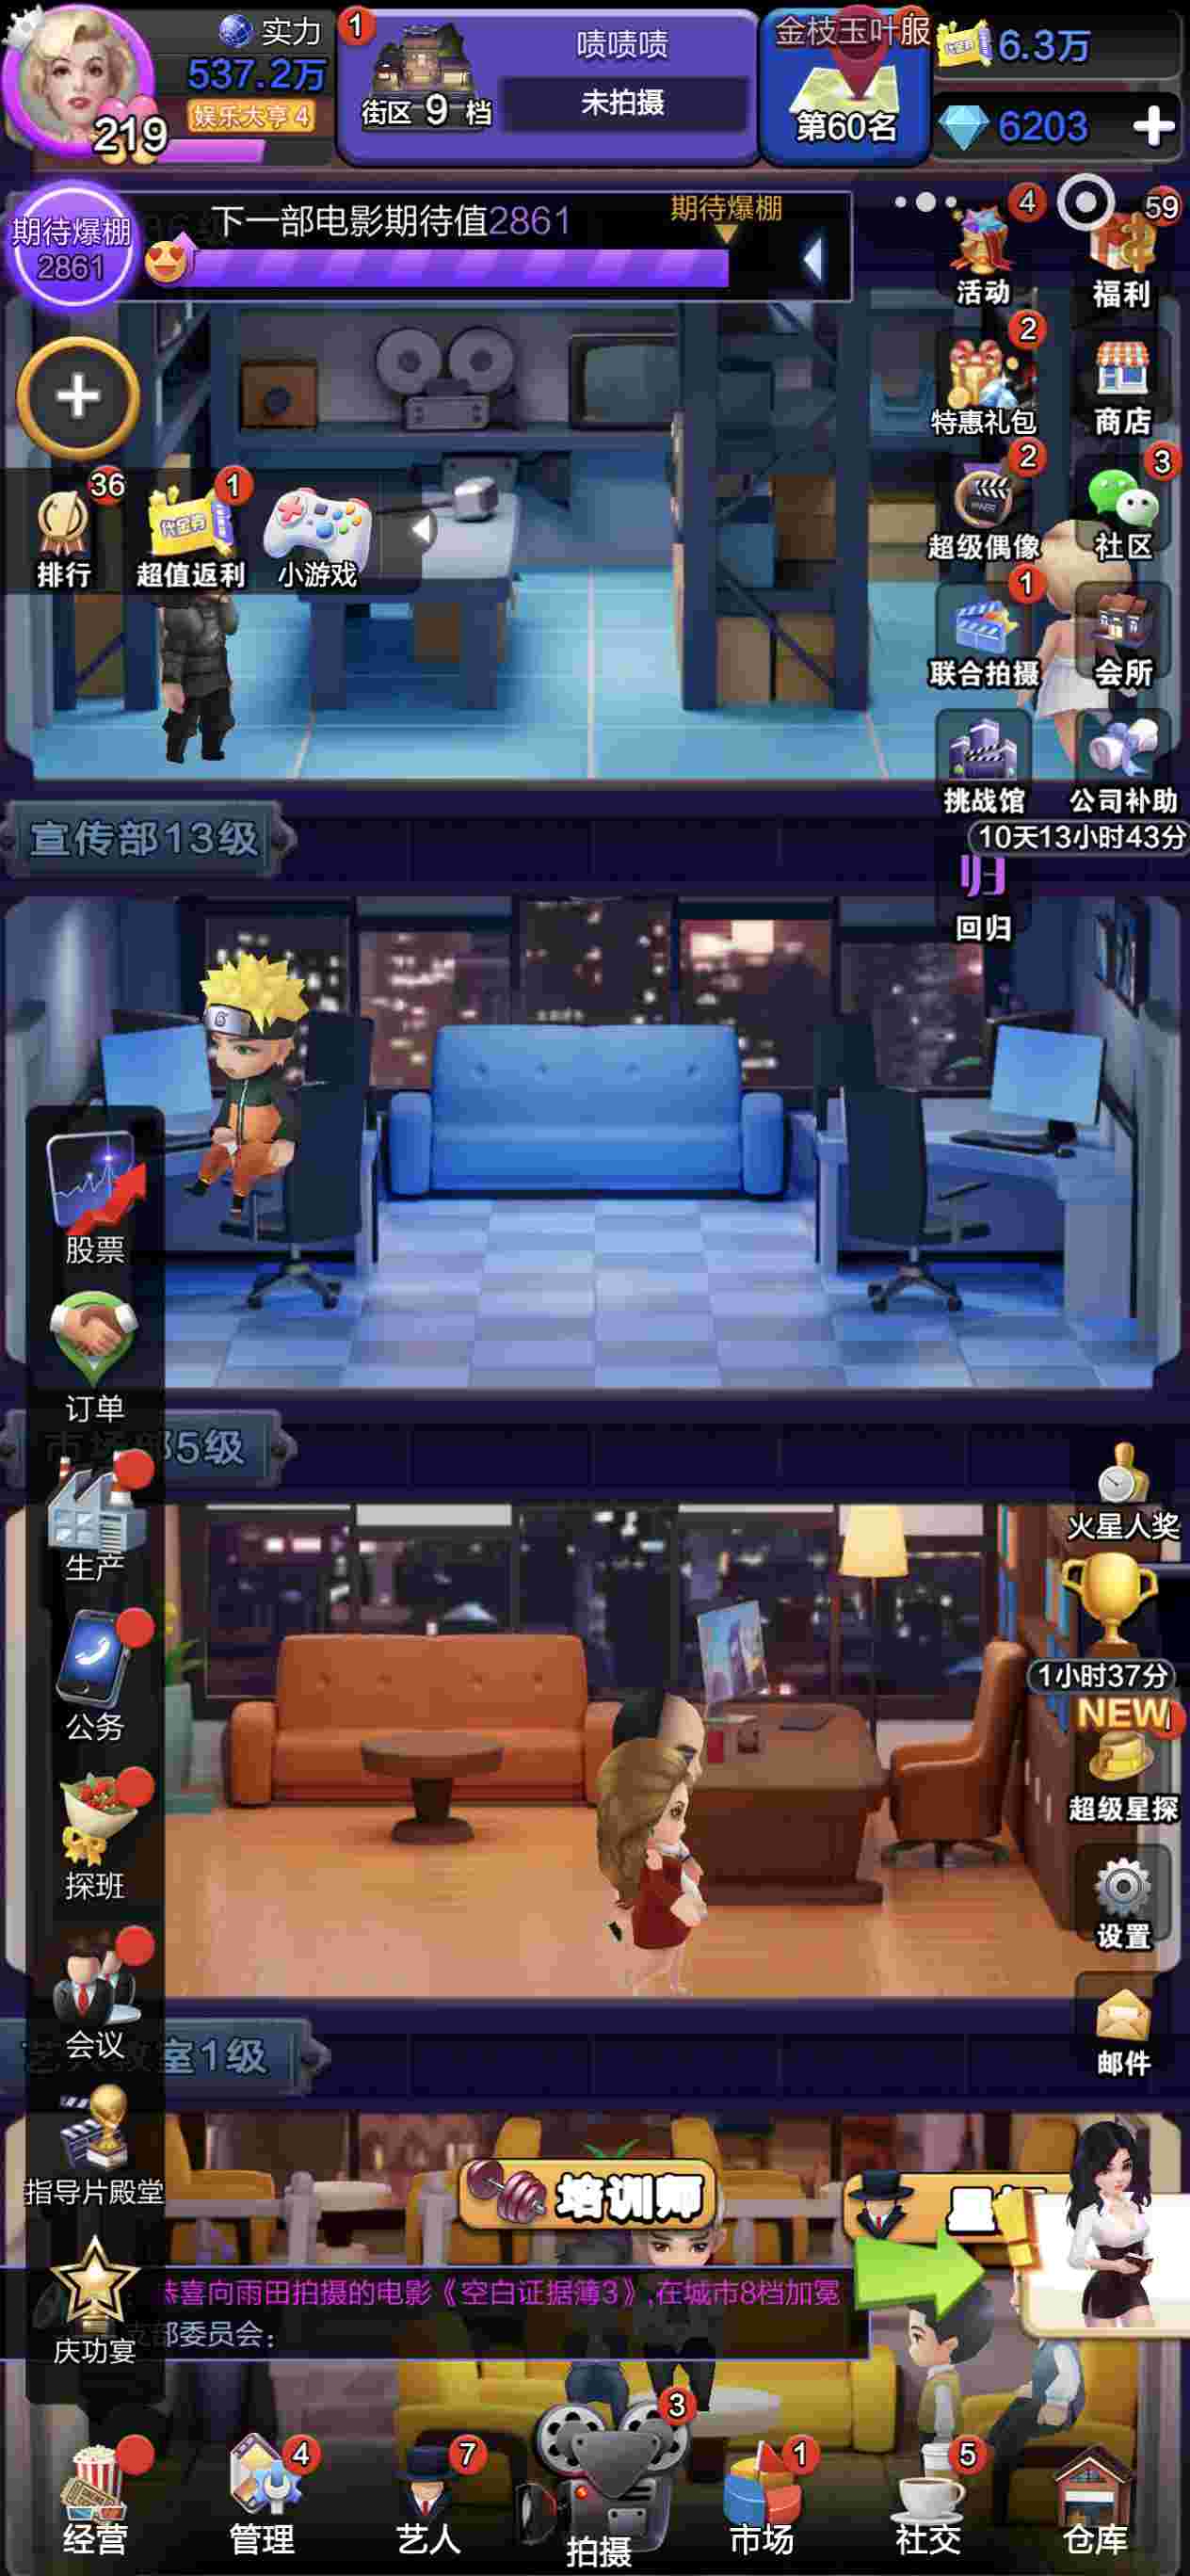 实力
537.2万
娱乐大亨 4
219
1
街区 9 档
啧啧啧
未拍摄
金枝玉叶服
第60名
6.3万
6203
期待爆棚
2861
下一部电影期待值2861
期待爆棚
4
活动
59
福利
2
特惠礼包
商店
36
排行
1
超值返利
小游戏
2
超级偶像
3
社区
1
联合拍摄
会所
挑战馆
公司补助
10天13小时43分
归
回归
宣传部13级
股票
订单
市场部5级
生产
公务
探班
会议
火星人奖
1小时37分
NEW
超级星探
设置
邮件
室1级
指导片殿堂
培训师
恭喜向雨田拍摄的电影《空白证据簿3》,在城市8档加冕
部委员会:
庆功宴
经营
4
管理
7
艺人
3
拍摄
1
市场
5
社交
仓库